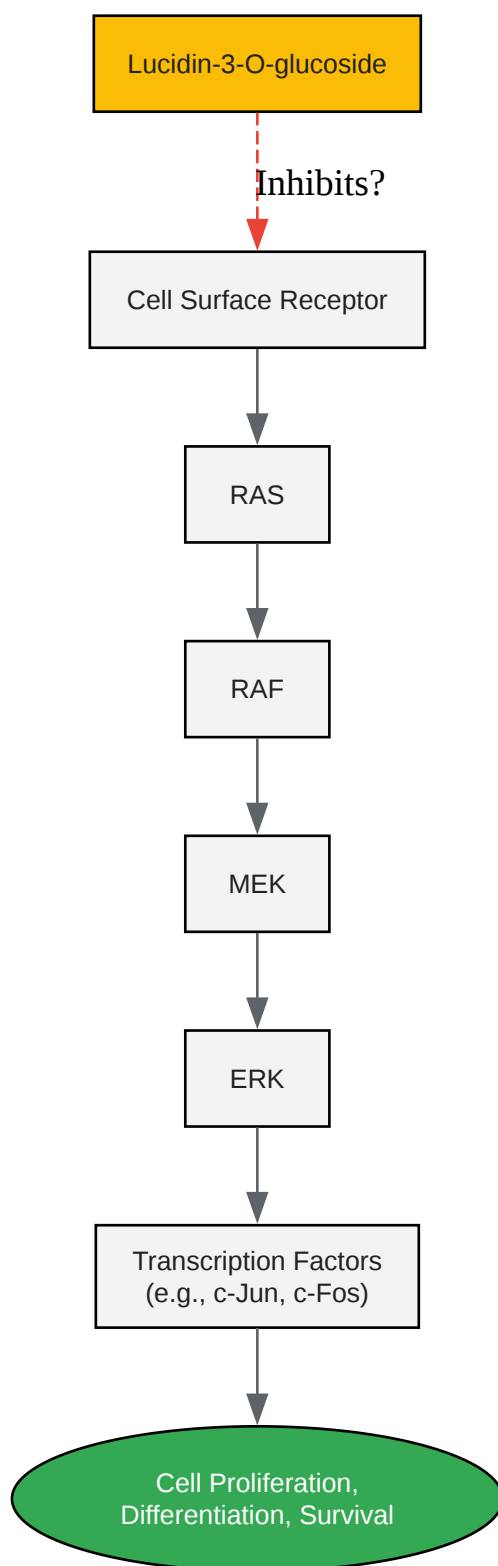 Lucidin-3-O-glucoside
Inhibits?
Cell Surface Receptor
RAS
RAF
MEK
ERK
Transcription Factors
(e.g., c-Jun, c-Fos)
Cell Proliferation,
Differentiation, Survival